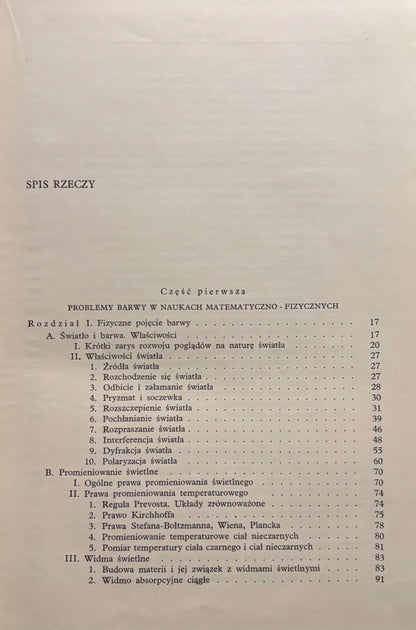 SPIS RZECZY
Część pierwsza
PROBLEMY BARWY W NAUKACH MATEMATYCZNO-FIZYCZNYCH
Rozdział I. Fizyczne pojęcie barwy . . . . . . . . . . . . . . . . . 17
A. Światło i barwa. Właściwości . . . . . . . . . . . . . . . . . 17
I. Krótki zarys rozwoju poglądów na naturę światła . . . . . . . 20
II. Właściwości światła . . . . . . . . . . . . . . . . . . 27
1. Źródła światła . . . . . . . . . . . . . . . . . . 27
2. Rozchodzenie się światła . . . . . . . . . . . . . . 27
3. Odbicie i załamanie światła . . . . . . . . . . . . . 28
4. Pryzmat i soczewka . . . . . . . . . . . . . . . . 30
5. Rozszczepienie światła . . . . . . . . . . . . . . . 31
6. Pochłanianie światła . . . . . . . . . . . . . . . . 39
7. Rozpraszanie światła . . . . . . . . . . . . . . . . 46
8. Interferencja światła . . . . . . . . . . . . . . . . 48
9. Dyfrakcja światła . . . . . . . . . . . . . . . . . 55
10. Polaryzacja światła . . . . . . . . . . . . . . . . 60
B. Promieniowanie świetlne . . . . . . . . . . . . . . . . . . 70
I. Ogólne prawa promieniowania świetlnego . . . . . . . . . . 70
II. Prawa promieniowania temperaturowego . . . . . . . . . . 74
1. Reguła Prevosta. Układy zrównoważone . . . . . . . . . 74
2. Prawo Kirchhoffa . . . . . . . . . . . . . . . . 75
3. Prawa Stefana-Boltzmanna, Wiena, Plancka . . . . . . . . 78
4. Promieniowanie temperaturowe ciał nieczarnych . . . . . . 80
5. Pomiar temperatury ciała czarnego i ciał nieczarnych . . . . . 81
III. Widma świetlne . . . . . . . . . . . . . . . . . . . 83
1. Budowa materii i jej związek z widmami świetlnymi . . . . 83
2. Widmo absorpcyjne ciągłe . . . . . . . . . . . . . . 91